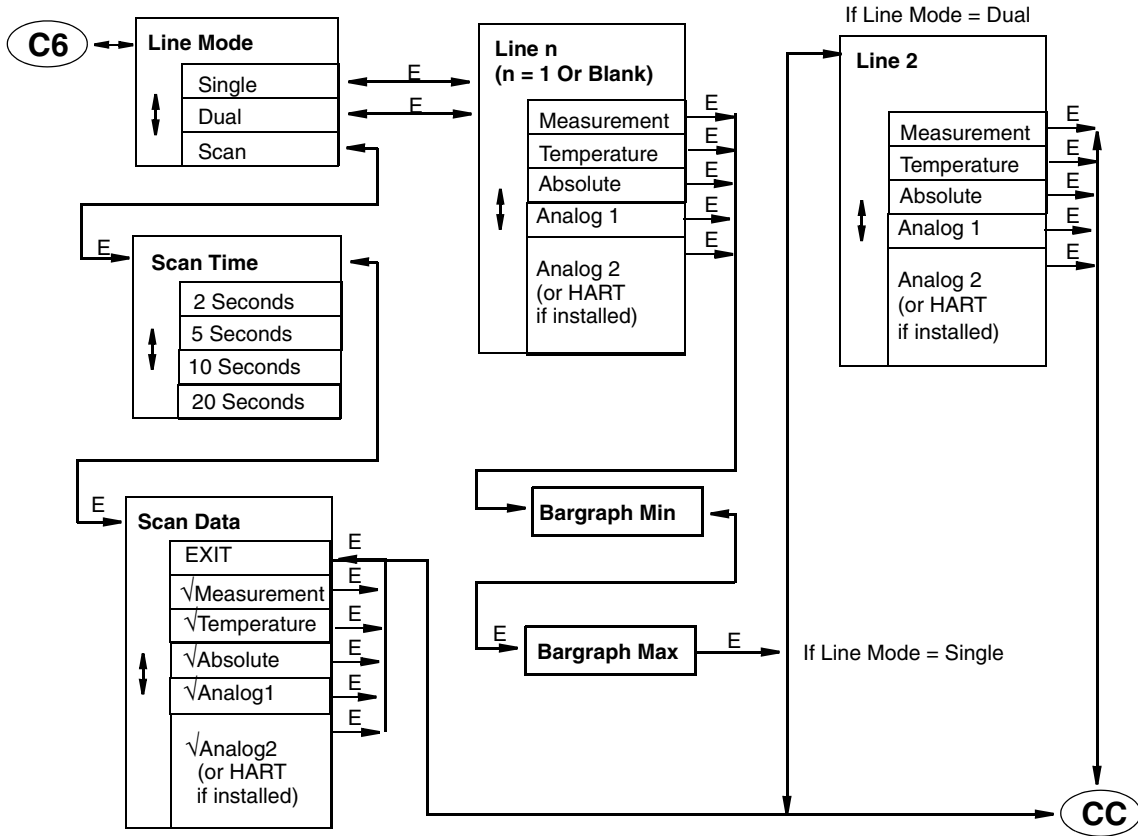 C6
Line Mode
Single
Dual
Scan
E
E
Line n
(n = 1 Or Blank)
Measurement
Temperature
Absolute
Analog 1
Analog 2
(or HART
if installed)
E
E
E
E
E
If Line Mode = Dual
Line 2
Measurement
Temperature
Absolute
Analog 1
Analog 2
(or HART
if installed)
E
E
E
E
E
E
Scan Time
2 Seconds
5 Seconds
10 Seconds
20 Seconds
E
Scan Data
EXIT
√Measurement
√Temperature
√Absolute
√Analog1
√Analog2
(or HART
if installed)
E
E
E
E
E
E
Bargraph Min
E
Bargraph Max
E
If Line Mode = Single
CC